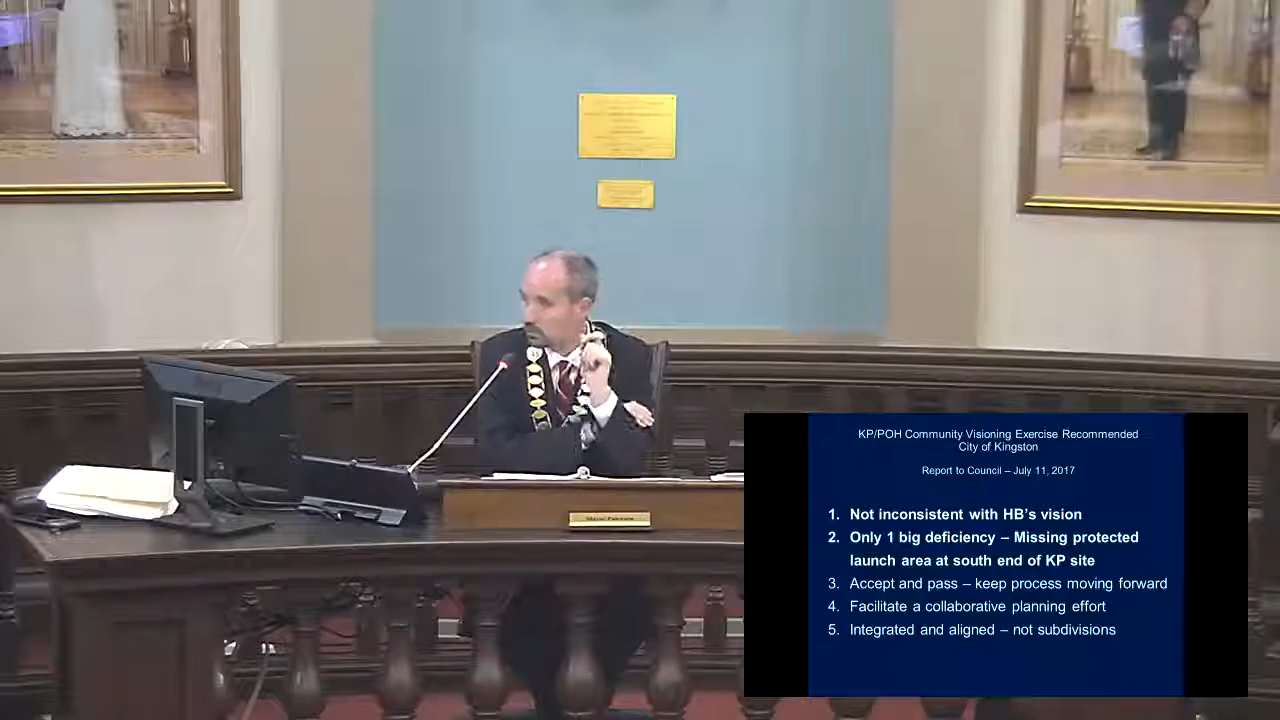 KP/POH Community Visioning Exercise Recommended
City of Kingston
Report to Council – July 11, 2017
1. Not inconsistent with HB's vision
2. Only 1 big deficiency – Missing protected
launch area at south end of KP site
3. Accept and pass – keep process moving forward
4. Facilitate a collaborative planning effort
5. Integrated and aligned – not subdivisions